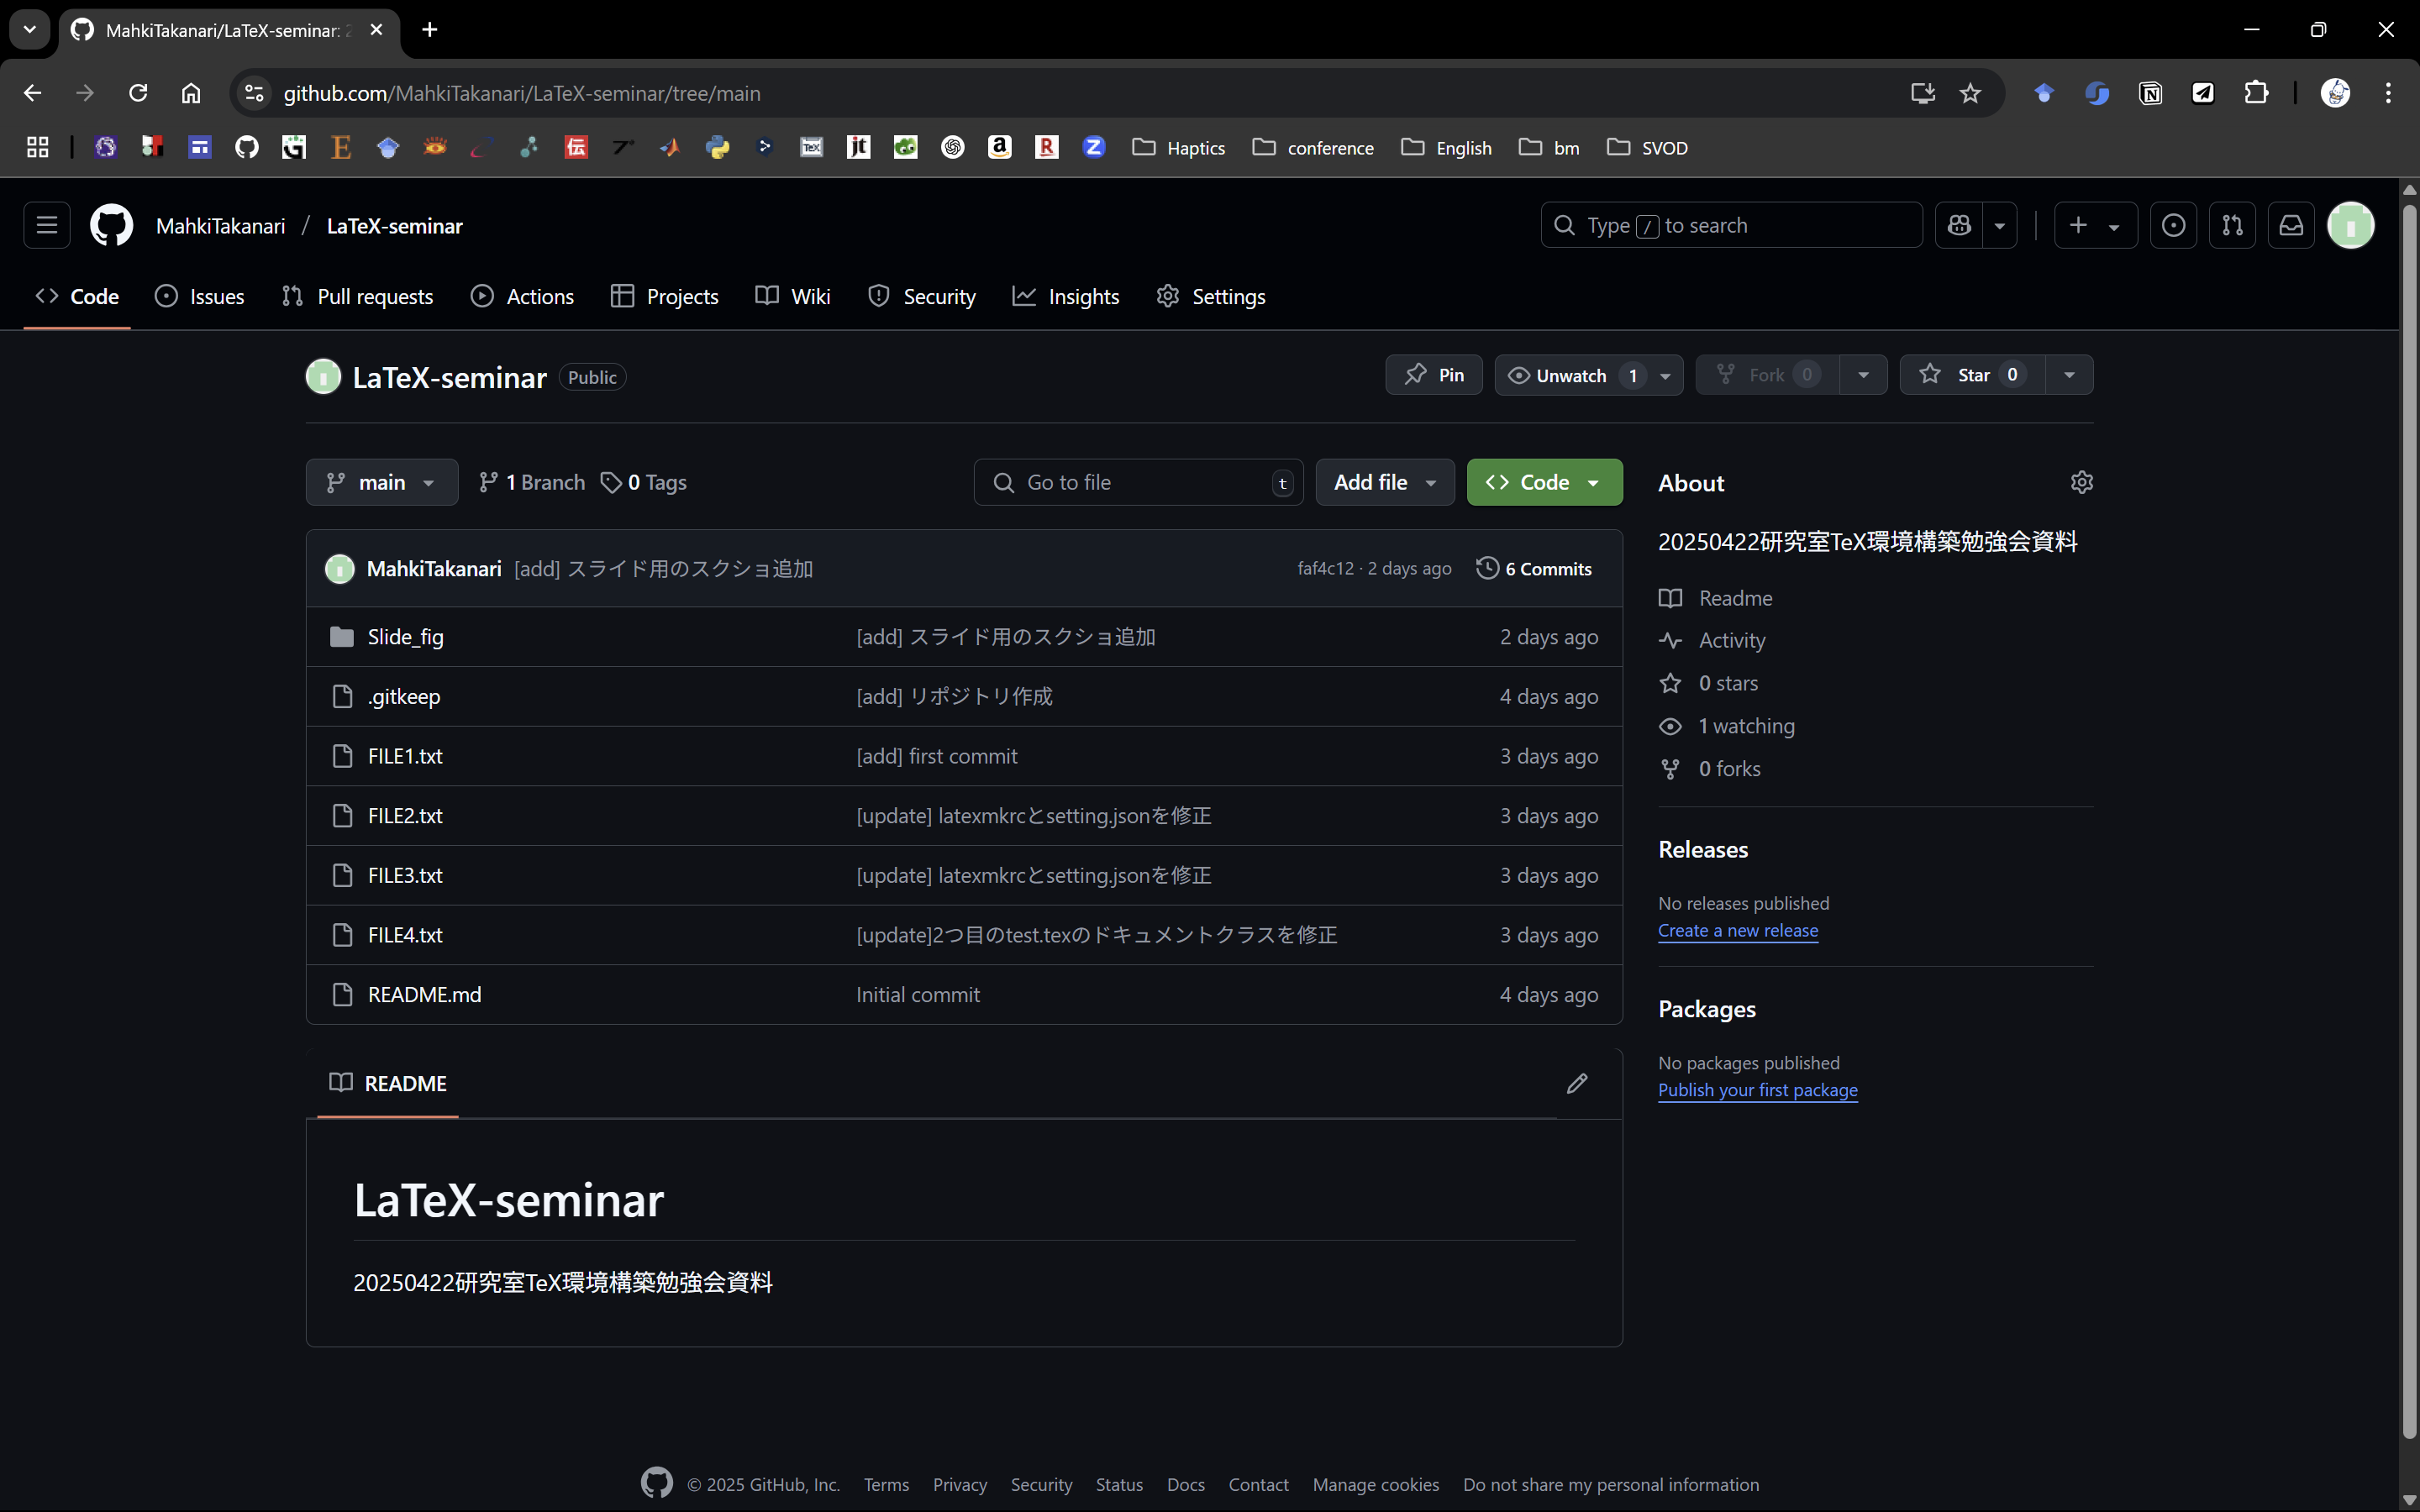 MahkiTakanari/LaTeX-seminar:
github.com/MahkiTakanari/LaTeX-seminar/tree/main
Haptics conference English bm SVOD
MahkiTakanari / LaTeX-seminar
Type / to search
Code Issues Pull requests Actions Projects Wiki Security Insights Settings
LaTeX-seminar Public
Pin Unwatch 1 Fork 0 Star 0
main 1 Branch 0 Tags
Go to file t Add file Code
MahkiTakanari [add] スライド用のスクショ追加 faf4c12 · 2 days ago 6 Commits
Slide_fig [add] スライド用のスクショ追加 2 days ago
.gitkeep [add] リポジトリ作成 4 days ago
FILE1.txt [add] first commit 3 days ago
FILE2.txt [update] latexmkrcとsetting.jsonを修正 3 days ago
FILE3.txt [update] latexmkrcとsetting.jsonを修正 3 days ago
FILE4.txt [update]2つ目のtest.texのドキュメントクラスを修正 3 days ago
README.md Initial commit 4 days ago
README
LaTeX-seminar
20250422研究室TeX環境構築勉強会資料
About
20250422研究室TeX環境構築勉強会資料
Readme
Activity
0 stars
1 watching
0 forks
Releases
No releases published
Create a new release
Packages
No packages published
Publish your first package
© 2025 GitHub, Inc. Terms Privacy Security Status Docs Contact Manage cookies Do not share my personal information